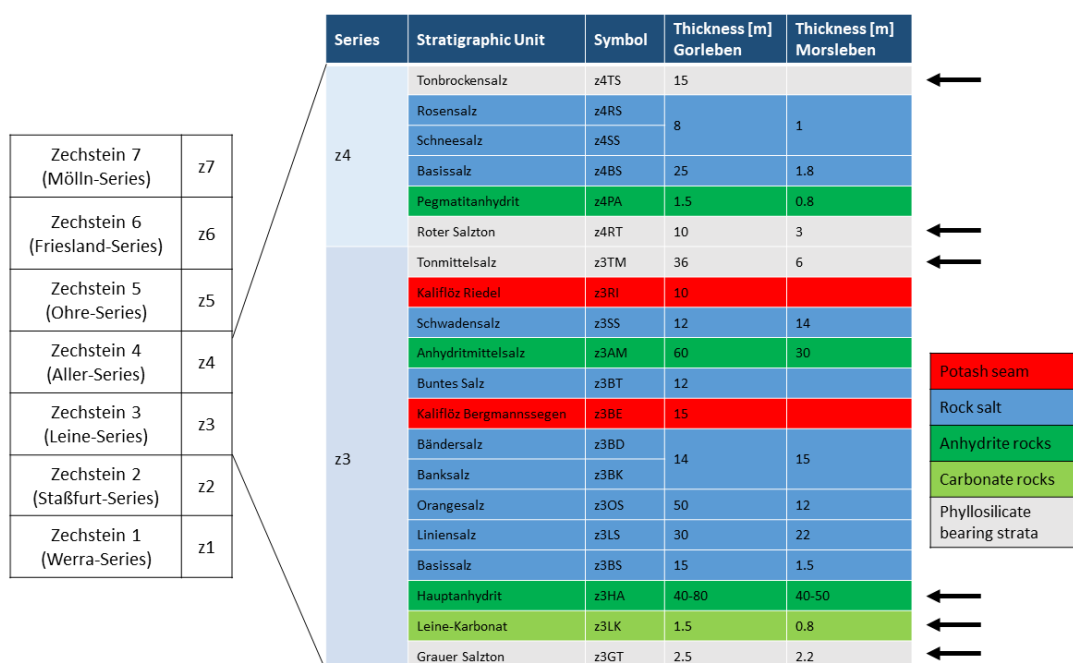 Zechstein 7
(Mölln-Series)
z7
Zechstein 6
(Friesland-Series)
z6
Zechstein 5
(Ohre-Series)
z5
Zechstein 4
(Aller-Series)
z4
Zechstein 3
(Leine-Series)
z3
Zechstein 2
(Staßfurt-Series)
z2
Zechstein 1
(Werra-Series)
z1
Series Stratigraphic Unit Symbol Thickness [m] Gorleben Thickness [m] Morsleben
z4
Tonbrockensalz z4TS 15
Rosensalz z4RS 8 1
Schneesalz z4SS
Basissalz z4BS 25 1.8
Pegmatitanhydrit z4PA 1.5 0.8
Roter Salzton z4RT 10 3
z3
Tonmittelsalz z3TM 36 6
Kaliflöz Riedel z3RI 10
Schwadensalz z3SS 12 14
Anhydritmittelsalz z3AM 60 30
Buntes Salz z3BT 12
Kaliflöz Bergmannssegen z3BE 15
Bändersalz z3BD 14 15
Banksalz z3BK
Orangesalz z3OS 50 12
Liniensalz z3LS 30 22
Basissalz z3BS 15 1.5
Hauptanhydrit z3HA 40-80 40-50
Leine-Karbonat z3LK 1.5 0.8
Grauer Salzton z3GT 2.5 2.2
Potash seam
Rock salt
Anhydrite rocks
Carbonate rocks
Phyllosilicate
bearing strata